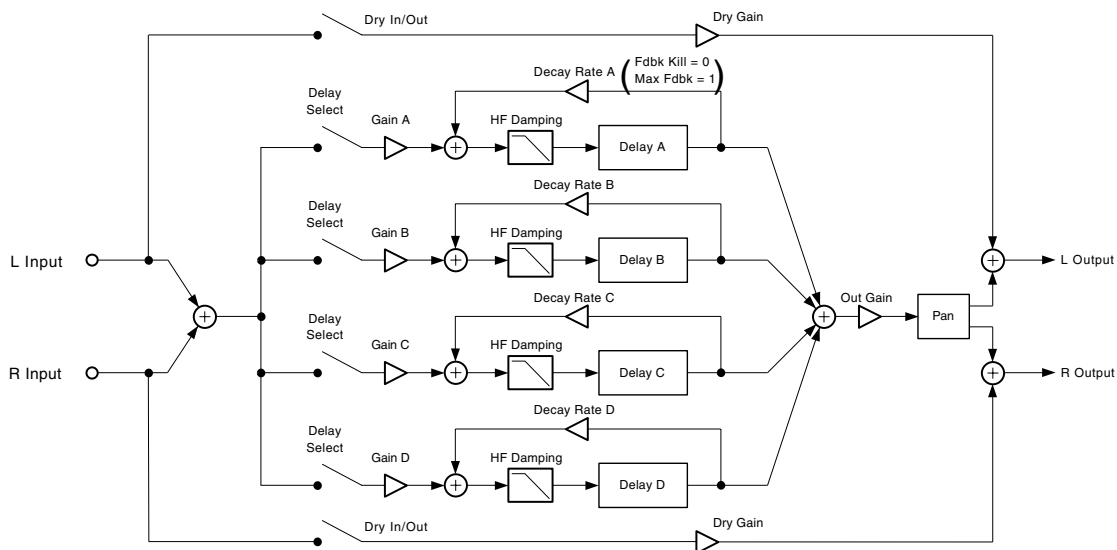 Dry In/Out
Dry Gain
Decay Rate A
Fdbk Kill = 0
Max Fdbk = 1
Delay
Select
Gain A
HF Damping
Delay A
Decay Rate B
Delay
Select
Gain B
HF Damping
Delay B
L Input
L Output
Decay Rate C
Out Gain
Pan
Delay
Select
Gain C
HF Damping
Delay C
R Input
R Output
Decay Rate D
Delay
Select
Gain D
HF Damping
Delay D
Dry In/Out
Dry Gain